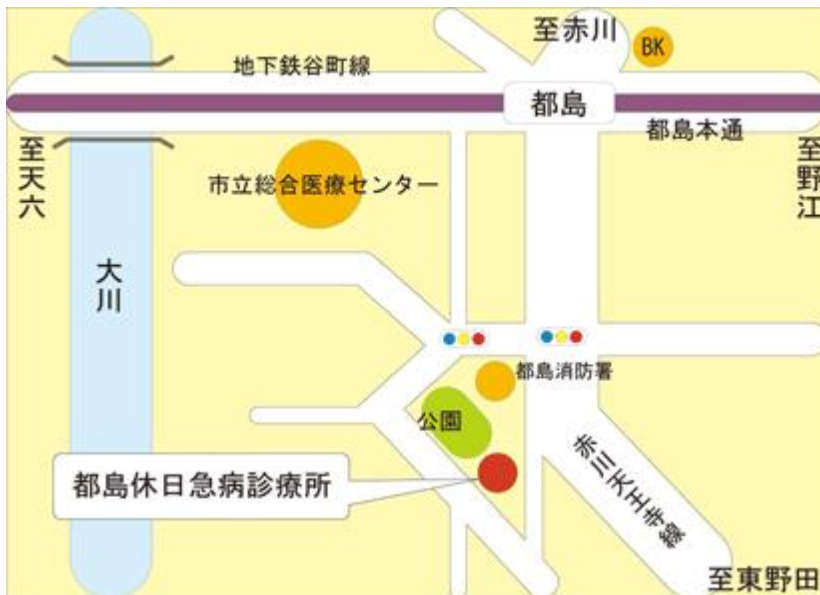 至赤川
BK
地下鉄谷町線
都島
都島本通
至天六
至野江
市立総合医療センター
大川
都島消防署
公園
都島休日急病診療所
赤川天王寺線
至東野田